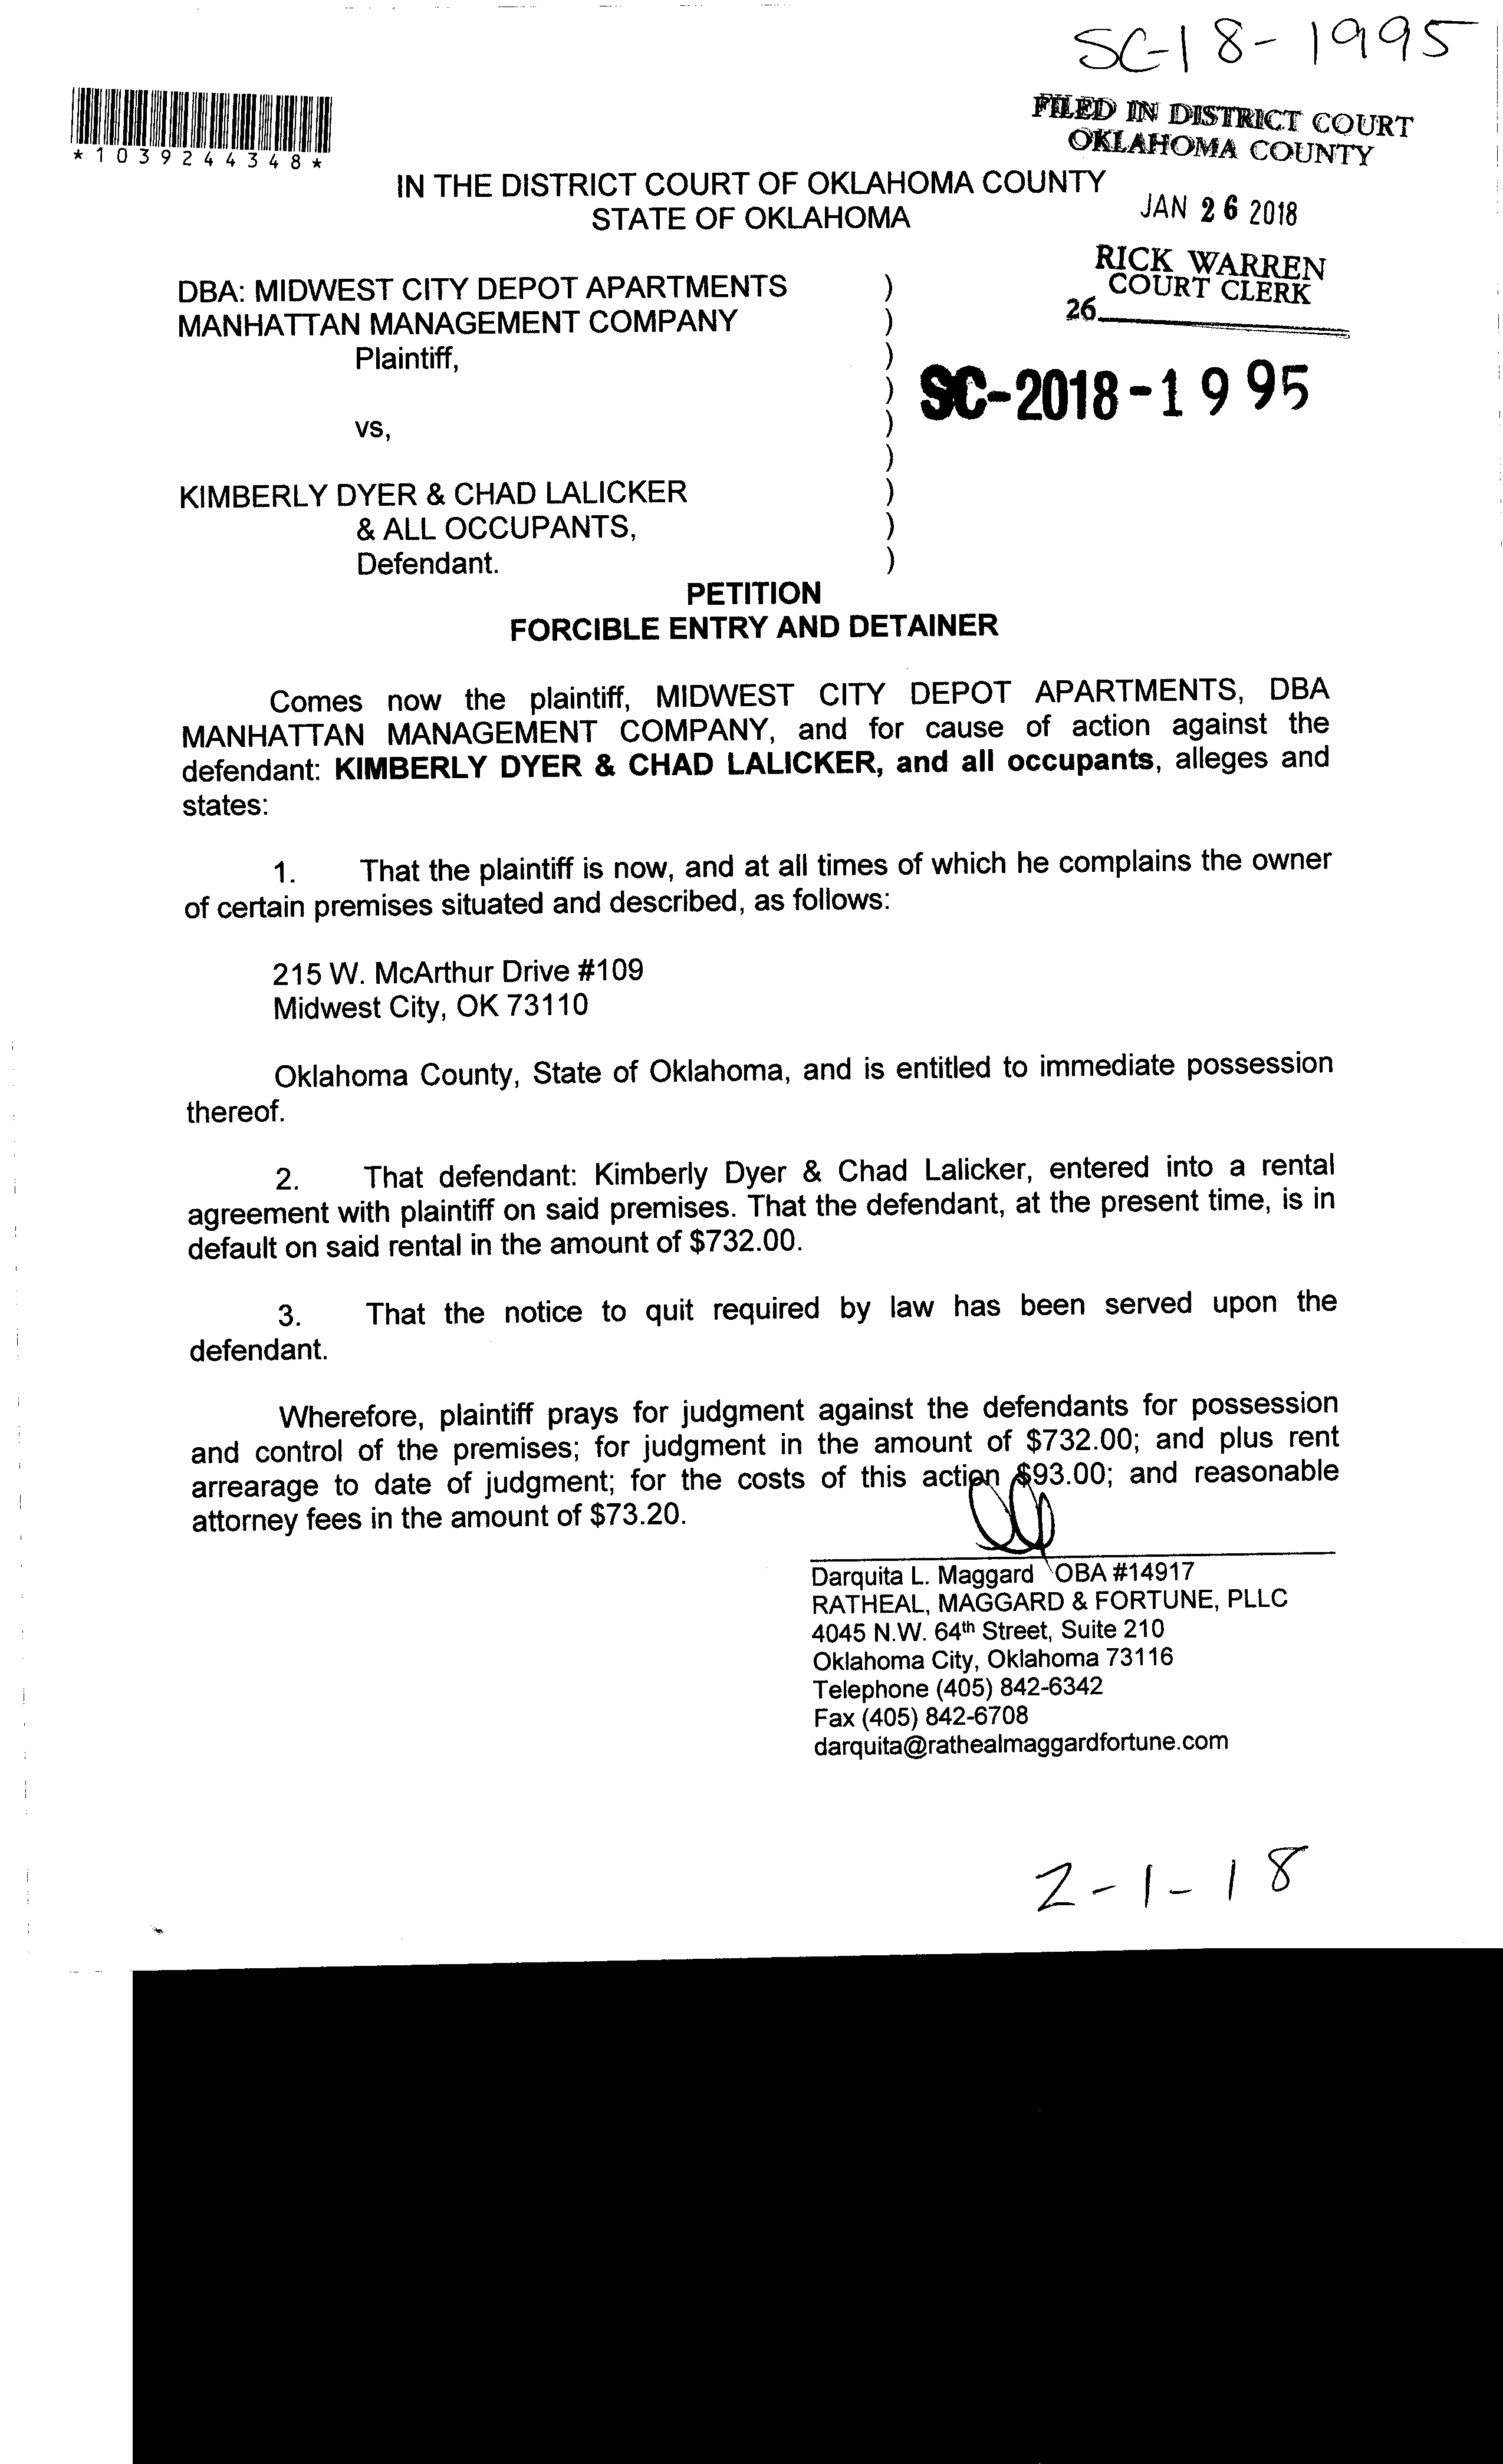 SC-18-1995
*1039244348*
FILED IN DISTRICT COURT
OKLAHOMA COUNTY
IN THE DISTRICT COURT OF OKLAHOMA COUNTY
STATE OF OKLAHOMA
JAN 26 2018
RICK WARREN
COURT CLERK
26
DBA: MIDWEST CITY DEPOT APARTMENTS )
MANHATTAN MANAGEMENT COMPANY )
Plaintiff, )
)
SC-2018-1995
vs, )
)
KIMBERLY DYER & CHAD LALICKER )
& ALL OCCUPANTS, )
Defendant. )
PETITION
FORCIBLE ENTRY AND DETAINER
Comes now the plaintiff, MIDWEST CITY DEPOT APARTMENTS, DBA
MANHATTAN MANAGEMENT COMPANY, and for cause of action against the
defendant: KIMBERLY DYER & CHAD LALICKER, and all occupants, alleges and
states:
1. That the plaintiff is now, and at all times of which he complains the owner
of certain premises situated and described, as follows:
215 W. McArthur Drive #109
Midwest City, OK 73110
Oklahoma County, State of Oklahoma, and is entitled to immediate possession
thereof.
2. That defendant: Kimberly Dyer & Chad Lalicker, entered into a rental
agreement with plaintiff on said premises. That the defendant, at the present time, is in
default on said rental in the amount of $732.00.
3. That the notice to quit required by law has been served upon the
defendant.
Wherefore, plaintiff prays for judgment against the defendants for possession
and control of the premises; for judgment in the amount of $732.00; and plus rent
arrearage to date of judgment; for the costs of this action $93.00; and reasonable
attorney fees in the amount of $73.20.
Darquita L. Maggard OBA #14917
RATHEAL, MAGGARD & FORTUNE, PLLC
4045 N.W. 64th Street, Suite 210
Oklahoma City, Oklahoma 73116
Telephone (405) 842-6342
Fax (405) 842-6708
darquita@rathealmaggardfortune.com
2-1-18